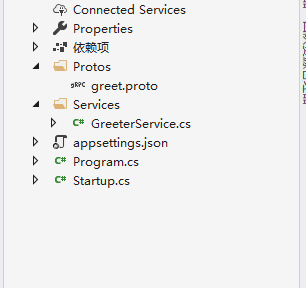 Connected Services
Properties
依赖项
Protos
gRPC greet.proto
Services
C# GreeterService.cs
appsettings.json
C# Program.cs
C# Startup.cs